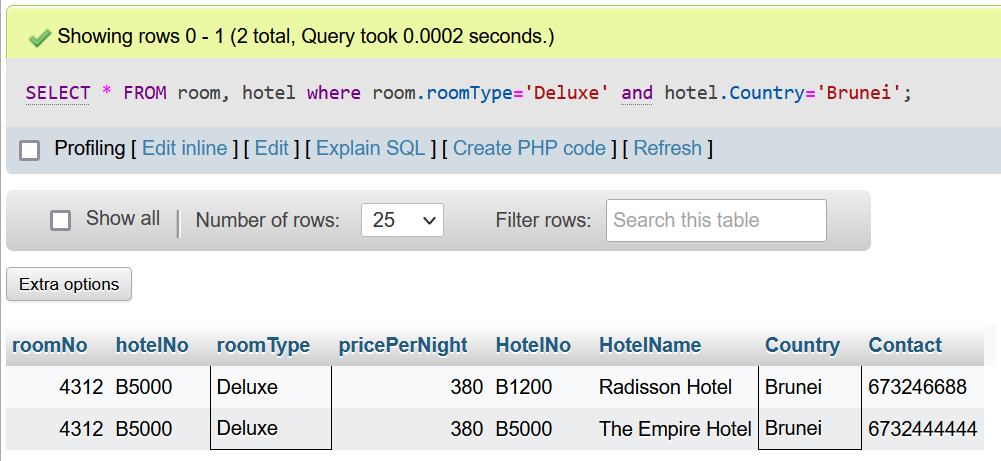 Showing rows 0 - 1 (2 total, Query took 0.0002 seconds.)
SELECT * FROM room, hotel where room.roomType='Deluxe' and hotel.Country='Brunei';
Profiling [ Edit inline ] [ Edit ] [ Explain SQL ] [ Create PHP code ] [ Refresh ]
Show all | Number of rows: 25 Filter rows: Search this table
Extra options
roomNo hotelNo roomType pricePerNight HotelNo HotelName Country Contact
4312 B5000 Deluxe 380 B1200 Radisson Hotel Brunei 673246688
4312 B5000 Deluxe 380 B5000 The Empire Hotel Brunei 6732444444